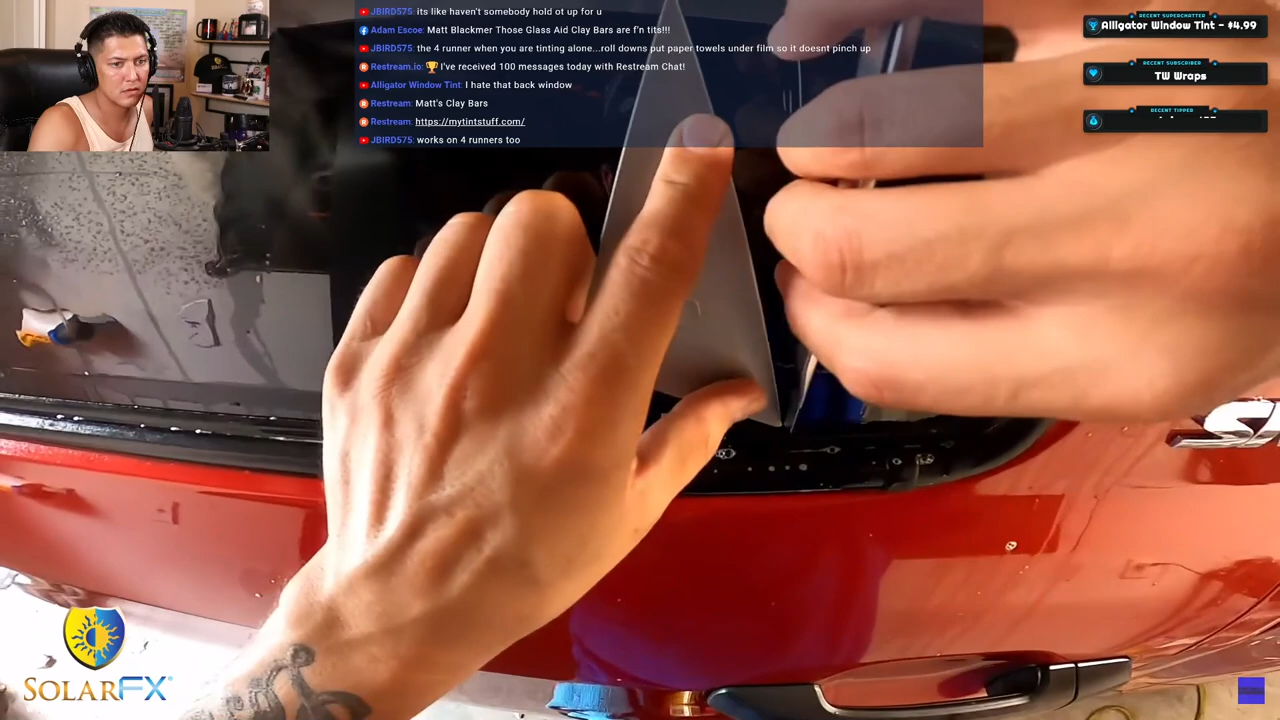 JBIRD575: its like haven't somebody hold ot up for u
Adam Escoe: Matt Blackmer Those Glass Aid Clay Bars are f'n tits!!!
JBIRD575: the 4 runner when you are tinting alone...roll downs put paper towels under film so it doesnt pinch up
Restream.io: 🏆 I've received 100 messages today with Restream Chat!
Alligator Window Tint: I hate that back window
Restream: Matt's Clay Bars
Restream: https://mytintstuff.com/
JBIRD575: works on 4 runners too
RECENT SUPERCHATTER
Alligator Window Tint - $4.99
RECENT SUBSCRIBER
TW Wraps
RECENT TIPPER
SOLARFX®